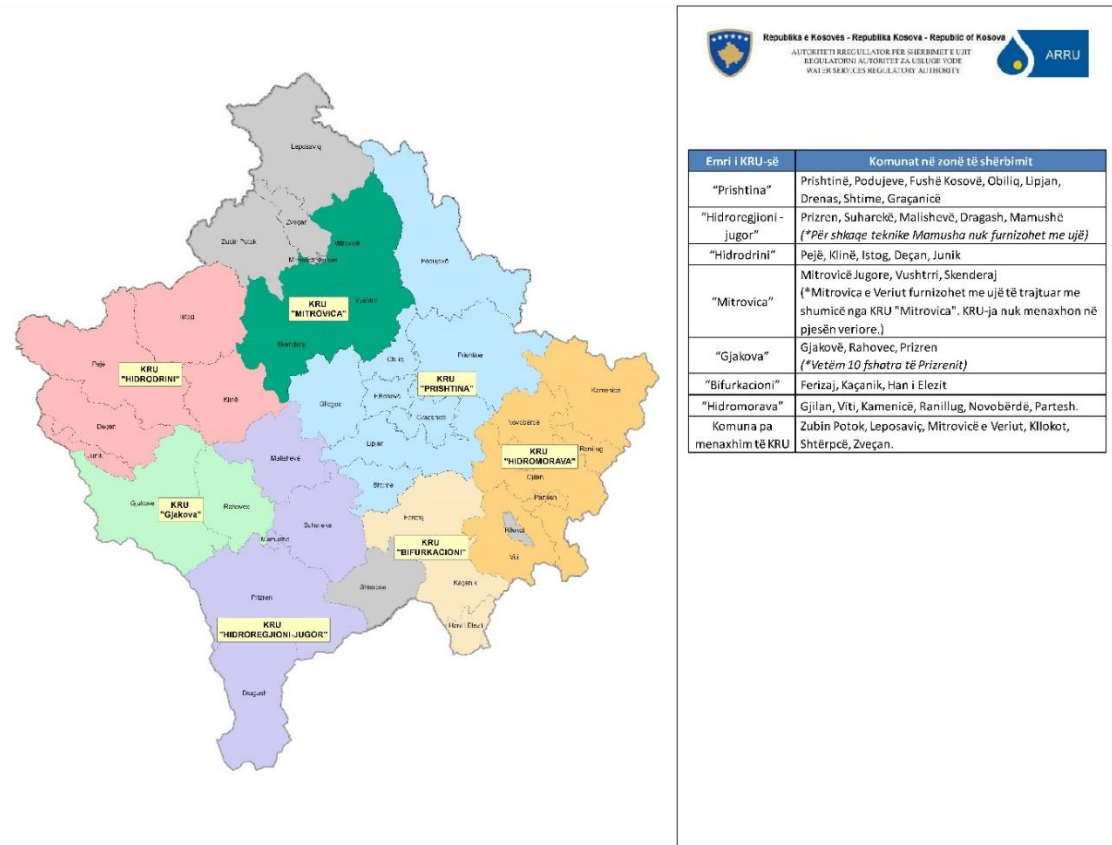 Leposaviq
Zveçan
Zubin Potok
Mitrovicë
Podujevë
Vushtrri
KRU
"MITROVICA"
Istog
Skenderaj
Pejë
KRU
"HIDRODRINI"
Obiliq
Prishtinë
KRU
"PRISHTINA"
Klinë
Gllogoc
F.Kosovë
Graçanicë
Kamenicë
Deçan
Novobërdë
Junik
Lipjan
KRU
"HIDROMORAVA"
Ranillug
Malishevë
Gjilan
Shtime
Gjakovë
KRU
"Gjakova"
Rahovec
Partesh
Ferizaj
Suharekë
Kllokot
Mamushë
KRU
"BIFURKACIONI"
Viti
Shtërpcë
Kaçanik
Prizren
Hani i Elezit
KRU
"HIDROREGJIONI-JUGOR"
Dragash
Republika e Kosovës - Republika Kosova - Republic of Kosova
AUTORITETI RREGULLATOR PËR SHËRBIMET E UJIT
REGULATORNI AUTORITET ZA USLUGE VODE
WATER SERVICES REGULATORY AUTHORITY
ARRU
Emri i KRU-së Komunat në zonë të shërbimit
"Prishtina" Prishtinë, Podujeve, Fushë Kosovë, Obiliq, Lipjan,
Drenas, Shtime, Graçanicë
"Hidroregjioni - jugor" Prizren, Suharekë, Malishevë, Dragash, Mamushë
(*Për shkaqe teknike Mamusha nuk furnizohet me ujë)
"Hidrodrini" Pejë, Klinë, Istog, Deçan, Junik
"Mitrovica" Mitrovicë Jugore, Vushtrri, Skenderaj
(*Mitrovica e Veriut furnizohet me ujë të trajtuar me
shumicë nga KRU "Mitrovica". KRU-ja nuk menaxhon në
pjesën veriore.)
"Gjakova" Gjakovë, Rahovec, Prizren
(*Vetëm 10 fshatra të Prizrenit)
"Bifurkacioni" Ferizaj, Kaçanik, Han i Elezit
"Hidromorava" Gjilan, Viti, Kamenicë, Ranillug, Novobërdë, Partesh.
Komuna pa menaxhim të KRU Zubin Potok, Leposaviç, Mitrovicë e Veriut, Kllokot,
Shtërpcë, Zveçan.